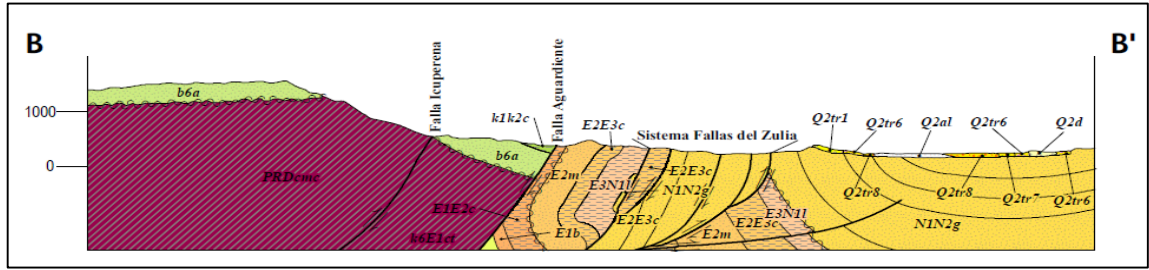 B
B'
Falla Icuperena
Falla Aguardiente
b6a
k1k2c
E2E3c
Sistema Fallas del Zulia
Q2tr1
Q2tr6
Q2al
Q2tr6
Q2d
1000
0
b6a
E2m
E2E3c
PRDcmc
E3N1l
N1N2g
Q2tr8
Q2tr8
Q2tr7
Q2tr6
E1E2c
E2E3c
E3N1l
E2E3c
N1N2g
b6E1ct
E1b
E2m